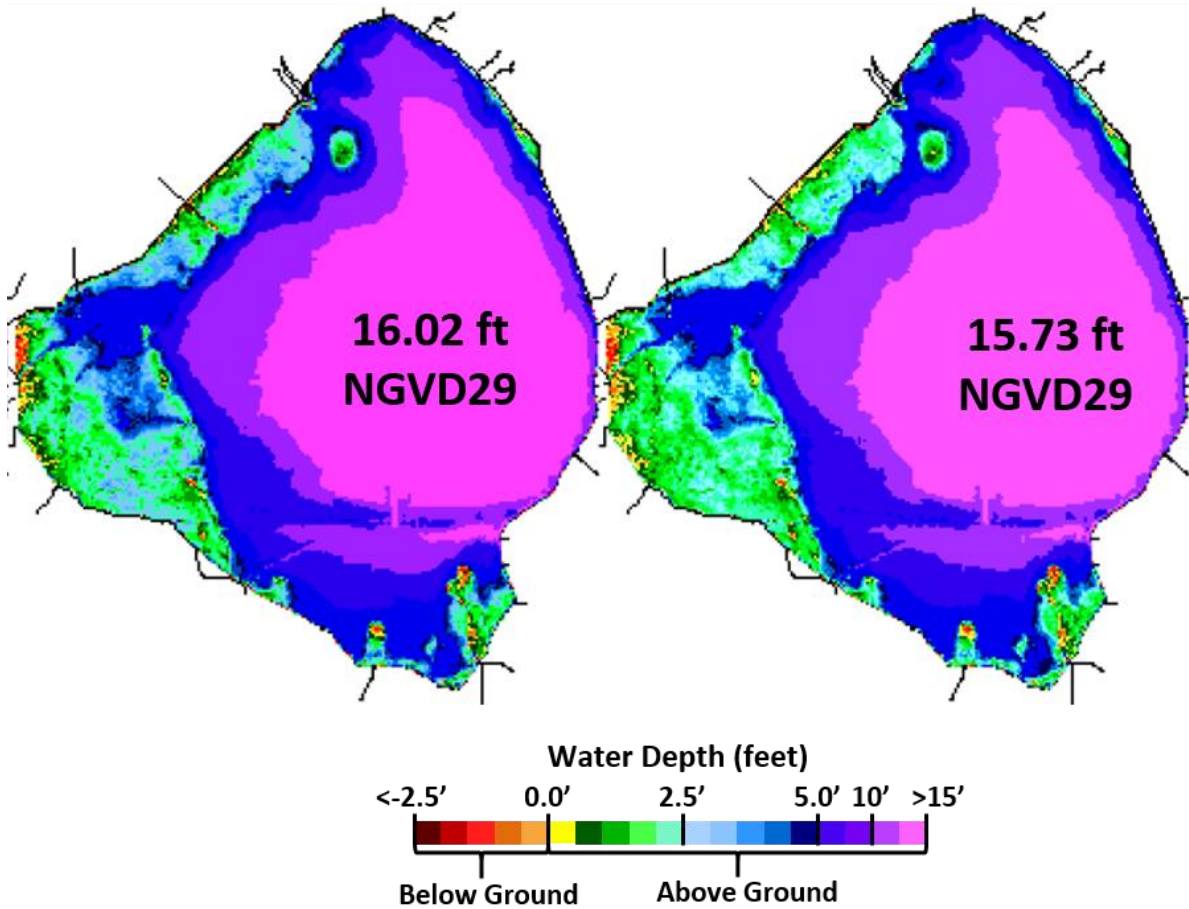 16.02 ft
NGVD29
15.73 ft
NGVD29
Water Depth (feet)
<-2.5’ 0.0’ 2.5’ 5.0’ 10’ >15’
Below Ground Above Ground